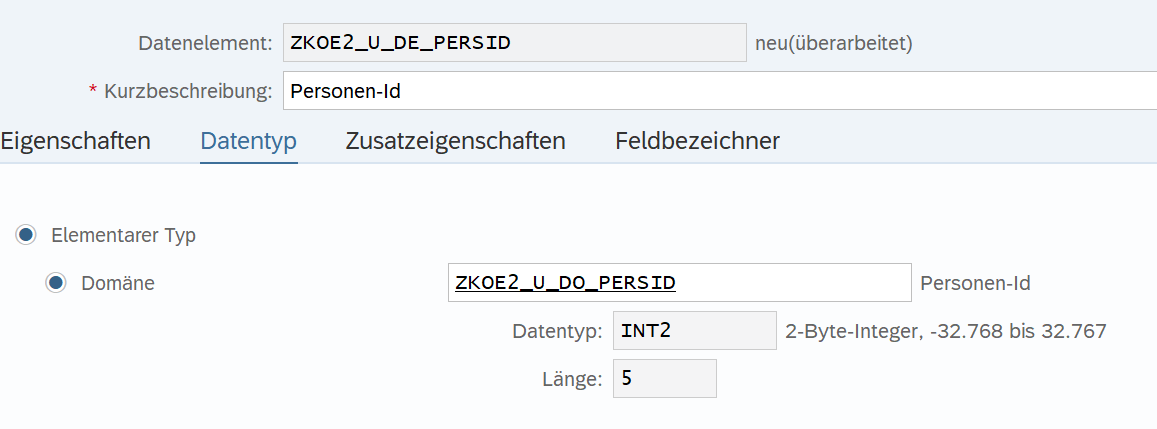 Datenelement: ZKOE2_U_DE_PERSID neu(überarbeitet)
* Kurzbeschreibung: Personen-Id
Eigenschaften Datentyp Zusatzeigenschaften Feldbezeichner
Elementarer Typ
Domäne ZKOE2_U_DO_PERSID Personen-Id
Datentyp: INT2 2-Byte-Integer, -32.768 bis 32.767
Länge: 5